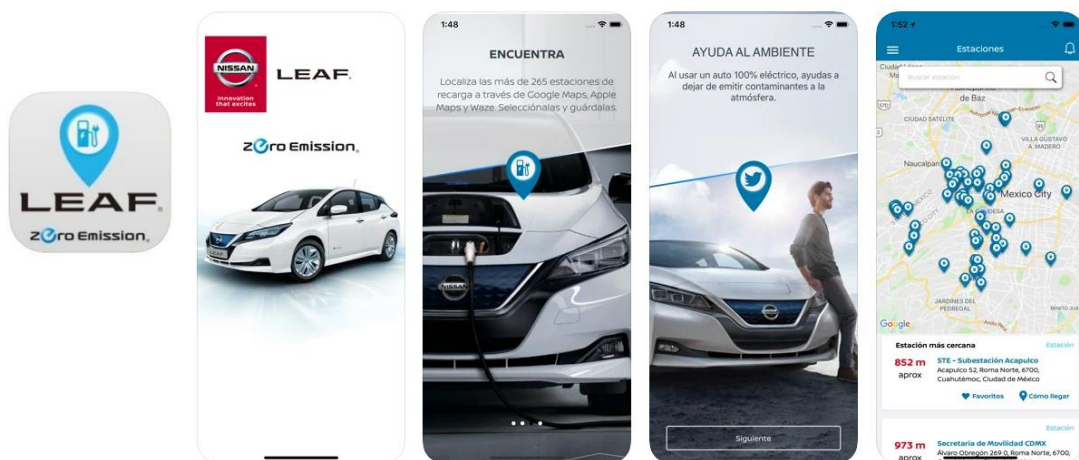 LEAF
zero Emission
NISSAN
Innovation
that excites
LEAF
zero Emission
1:48
ENCUENTRA
Localiza las más de 265 estaciones de
recarga a través de Google Maps, Apple
Maps y Waze. Selecciónalas y guárdalas.
NISSAN
1:48
AYUDA AL AMBIENTE
Al usar un auto 100% eléctrico, ayudas a
dejar de emitir contaminantes a la
atmósfera.
Siguiente
1:52
Estaciones
Buscar estación
de Baz
CIUDAD SATELITE
VILLA GUSTAVO
A. MADERO
Naucalpan
Mexico City
JARDINES DEL
PEDREGAL
Google
Estación más cercana
Estación
852 m
aprox
STE - Subestación Acapulco
Acapulco 52, Roma Norte, 6700,
Cuahutémoc, Ciudad de México
Favoritos
Cómo llegar
Estación
973 m
aprox
Secretaría de Movilidad CDMX
Álvaro Obregón 269 0, Roma Norte, 6700,